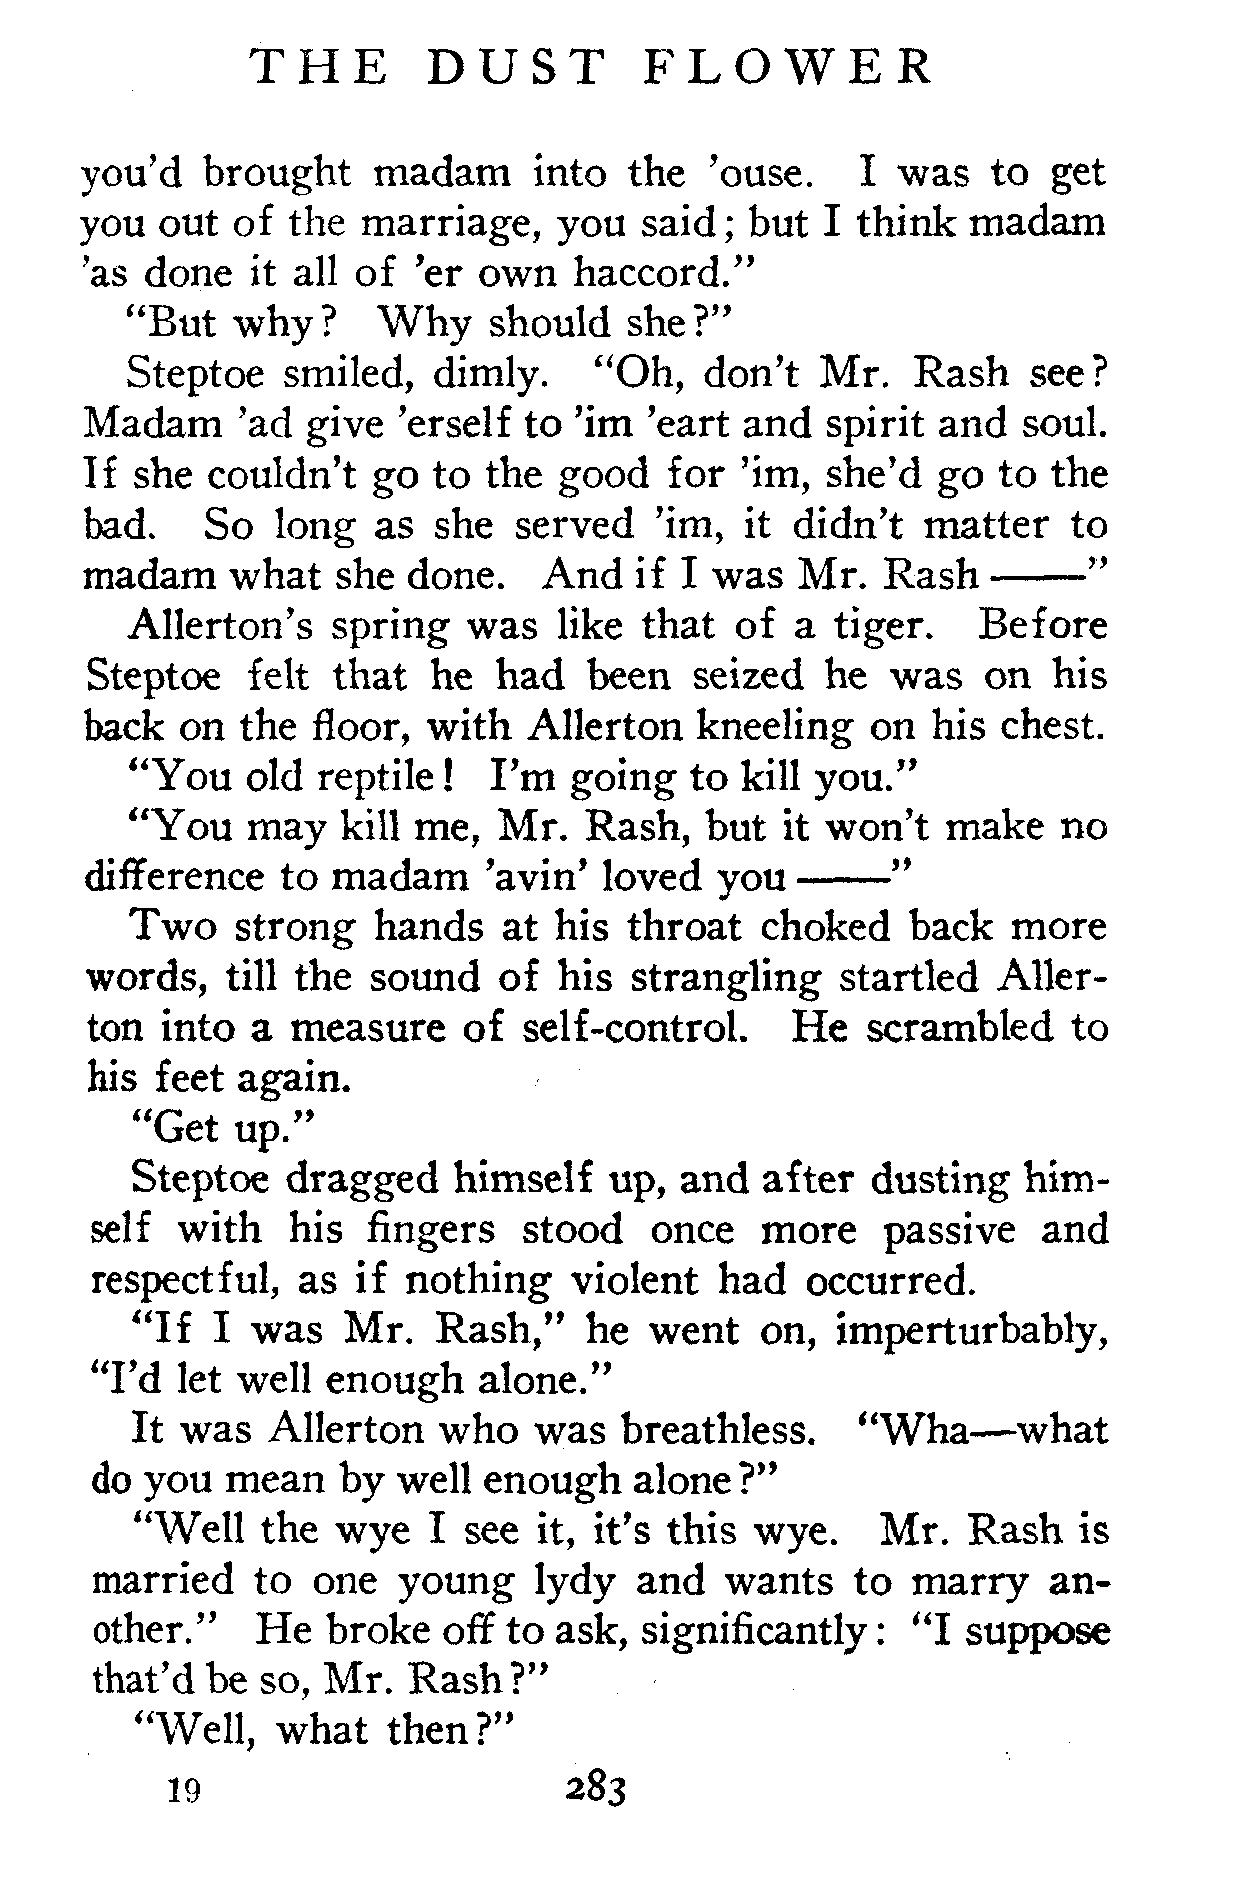 THE DUST FLOWER
you'd brought madam into the 'ouse. I was to get
you out of the marriage, you said; but I think madam
'as done it all of 'er own haccord."
"But why? Why should she?"
Steptoe smiled, dimly. "Oh, don't Mr. Rash see?
Madam 'ad give 'erself to 'im 'eart and spirit and soul.
If she couldn't go to the good for 'im, she'd go to the
bad. So long as she served 'im, it didn't matter to
madam what she done. And if I was Mr. Rash ——"
Allerton's spring was like that of a tiger. Before
Steptoe felt that he had been seized he was on his
back on the floor, with Allerton kneeling on his chest.
"You old reptile! I'm going to kill you."
"You may kill me, Mr. Rash, but it won't make no
difference to madam 'avin' loved you ——"
Two strong hands at his throat choked back more
words, till the sound of his strangling startled Aller-
ton into a measure of self-control. He scrambled to
his feet again.
"Get up."
Steptoe dragged himself up, and after dusting him-
self with his fingers stood once more passive and
respectful, as if nothing violent had occurred.
"If I was Mr. Rash," he went on, imperturbably,
"I'd let well enough alone."
It was Allerton who was breathless. "Wha—what
do you mean by well enough alone?"
"Well the wye I see it, it's this wye. Mr. Rash is
married to one young lydy and wants to marry an-
other." He broke off to ask, significantly: "I suppose
that'd be so, Mr. Rash?"
"Well, what then?"
19 283